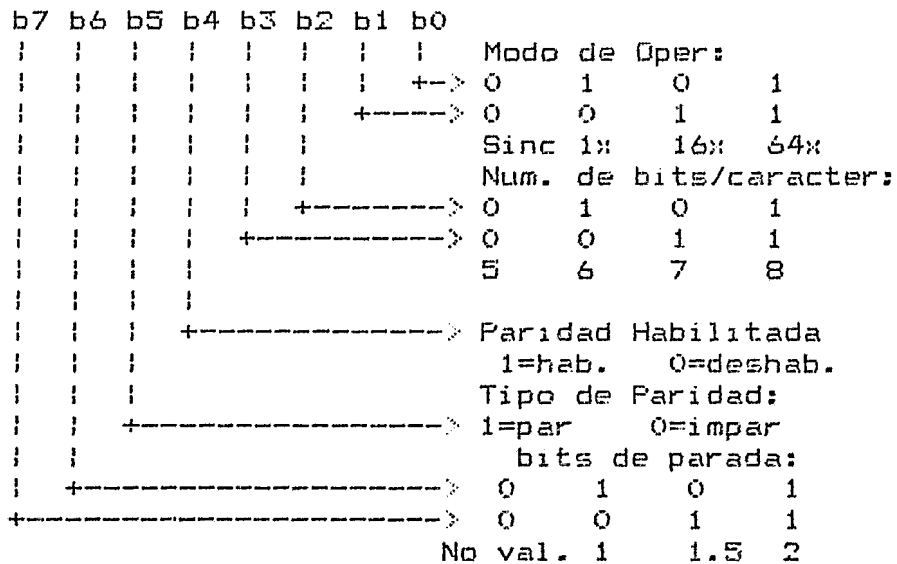 b7 b6 b5 b4 b3 b2 b1 b0
Modo de Oper:
0 1 0 1
0 0 1 1
Sinc 1x 16x 64x
Num. de bits/caracter:
0 1 0 1
0 0 1 1
5 6 7 8
Paridad Habilitada
1=hab. 0=deshab.
Tipo de Paridad:
1=par 0=impar
bits de parada:
0 1 0 1
0 0 1 1
No val. 1 1.5 2